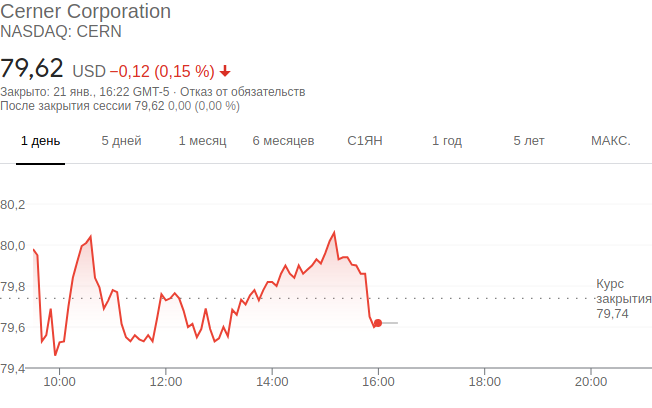 Cerner Corporation
NASDAQ: CERN
79,62 USD −0,12 (0,15 %)
Закрыто: 21 янв., 16:22 GMT-5 · Отказ от обязательств
После закрытия сессии 79,62 0,00 (0,00 %)
1 день 5 дней 1 месяц 6 месяцев С1ЯН 1 год 5 лет МАКС.
80,2
80,0
79,8
Курс
закрытия
79,74
79,6
79,4
10:00 12:00 14:00 16:00 18:00 20:00